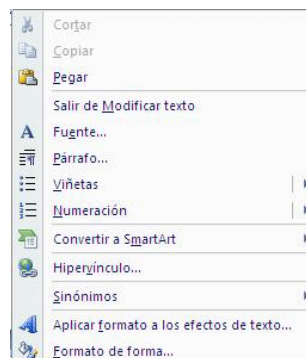 Cortar
Copiar
Pegar
Salir de Modificar texto
Fuente...
Párrafo...
Viñetas
Numeración
Convertir a SmartArt
Hipervínculo...
Sinónimos
Aplicar formato a los efectos de texto...
Formato de forma...